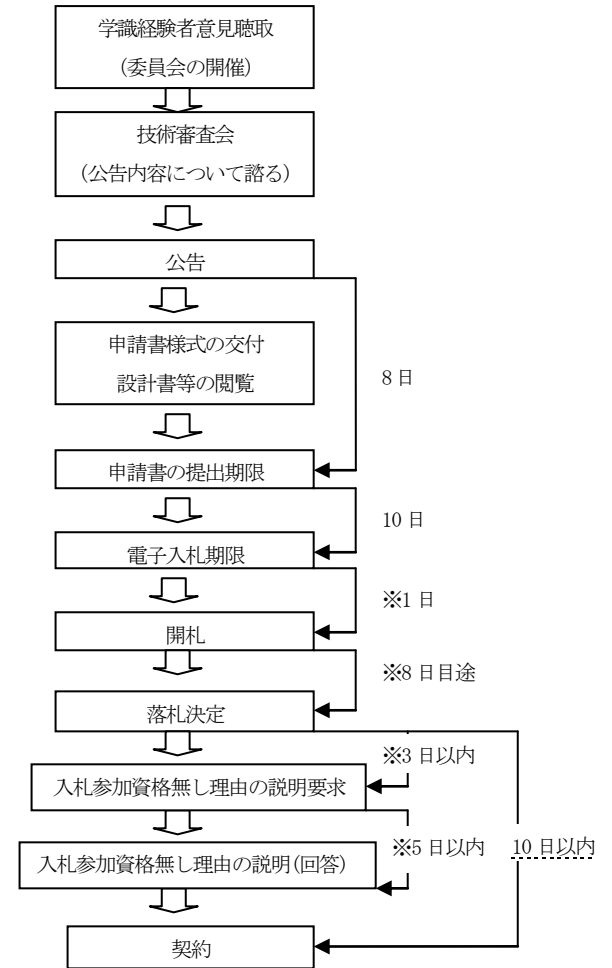 学識経験者意見聴取
（委員会の開催）
技術審査会
（公告内容について諮る）
公告
申請書様式の交付
設計書等の閲覧
8日
申請書の提出期限
10日
電子入札期限
※1日
開札
※8日目途
落札決定
※3日以内
入札参加資格無し理由の説明要求
※5日以内
10日以内
入札参加資格無し理由の説明(回答)
契約